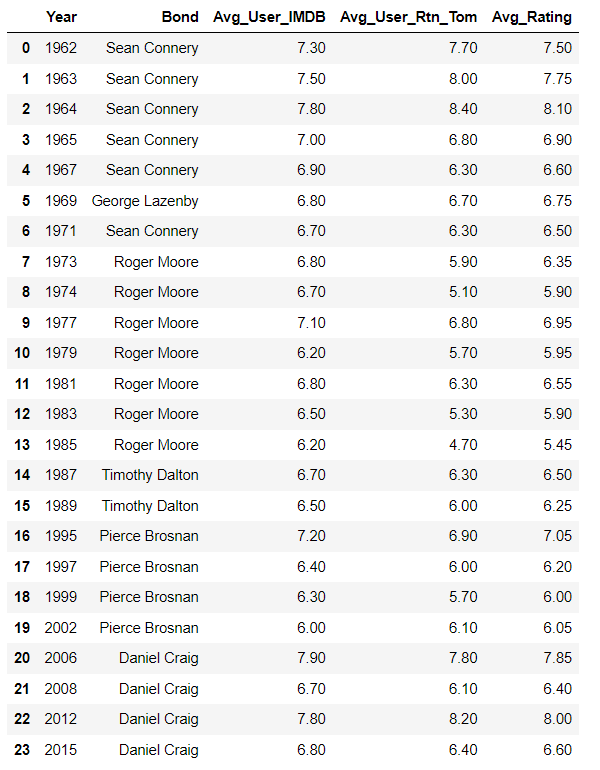 Year Bond Avg_User_IMDB Avg_User_Rtn_Tom Avg_Rating
0 1962 Sean Connery 7.30 7.70 7.50
1 1963 Sean Connery 7.50 8.00 7.75
2 1964 Sean Connery 7.80 8.40 8.10
3 1965 Sean Connery 7.00 6.80 6.90
4 1967 Sean Connery 6.90 6.30 6.60
5 1969 George Lazenby 6.80 6.70 6.75
6 1971 Sean Connery 6.70 6.30 6.50
7 1973 Roger Moore 6.80 5.90 6.35
8 1974 Roger Moore 6.70 5.10 5.90
9 1977 Roger Moore 7.10 6.80 6.95
10 1979 Roger Moore 6.20 5.70 5.95
11 1981 Roger Moore 6.80 6.30 6.55
12 1983 Roger Moore 6.50 5.30 5.90
13 1985 Roger Moore 6.20 4.70 5.45
14 1987 Timothy Dalton 6.70 6.30 6.50
15 1989 Timothy Dalton 6.50 6.00 6.25
16 1995 Pierce Brosnan 7.20 6.90 7.05
17 1997 Pierce Brosnan 6.40 6.00 6.20
18 1999 Pierce Brosnan 6.30 5.70 6.00
19 2002 Pierce Brosnan 6.00 6.10 6.05
20 2006 Daniel Craig 7.90 7.80 7.85
21 2008 Daniel Craig 6.70 6.10 6.40
22 2012 Daniel Craig 7.80 8.20 8.00
23 2015 Daniel Craig 6.80 6.40 6.60